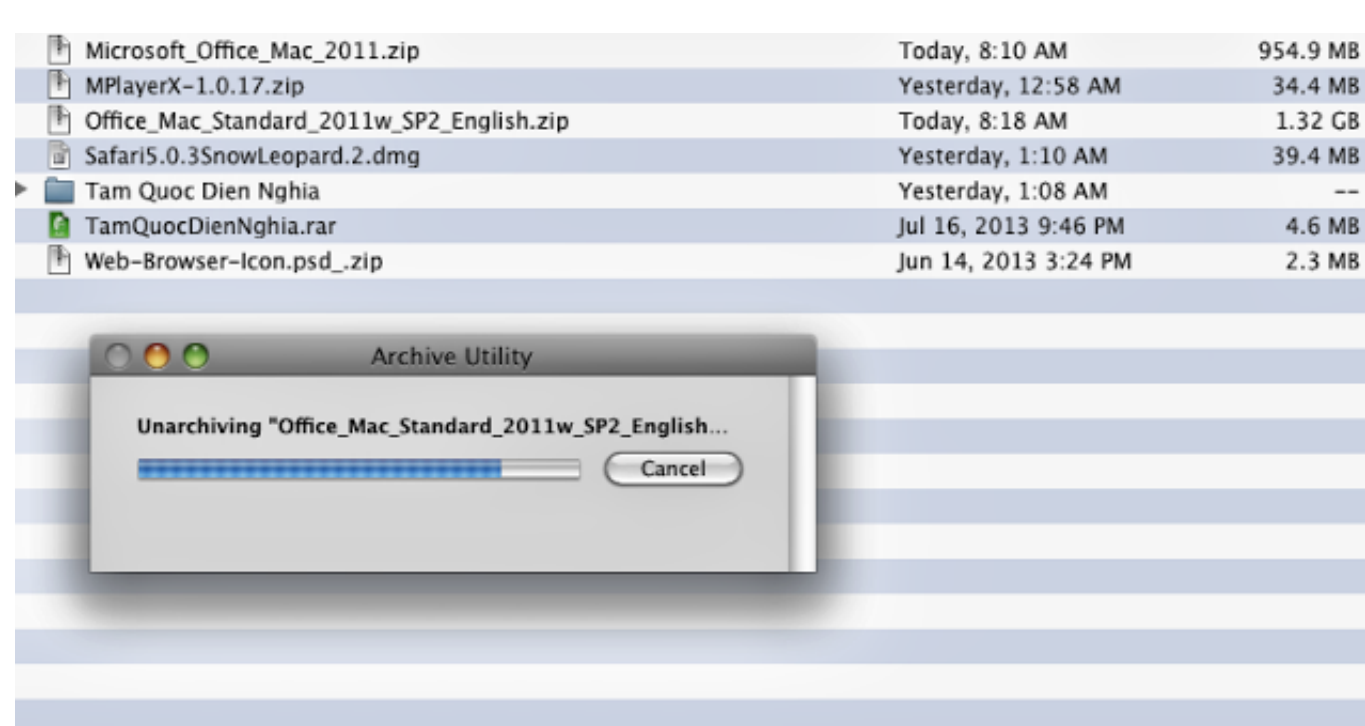 Microsoft_Office_Mac_2011.zip Today, 8:10 AM 954.9 MB
MPlayerX-1.0.17.zip Yesterday, 12:58 AM 34.4 MB
Office_Mac_Standard_2011w_SP2_English.zip Today, 8:18 AM 1.32 GB
Safari5.0.3SnowLeopard.2.dmg Yesterday, 1:10 AM 39.4 MB
Tam Quoc Dien Nghia Yesterday, 1:08 AM --
TamQuocDienNghia.rar Jul 16, 2013 9:46 PM 4.6 MB
Web-Browser-Icon.psd_.zip Jun 14, 2013 3:24 PM 2.3 MB
Archive Utility
Unarchiving "Office_Mac_Standard_2011w_SP2_English...
Cancel